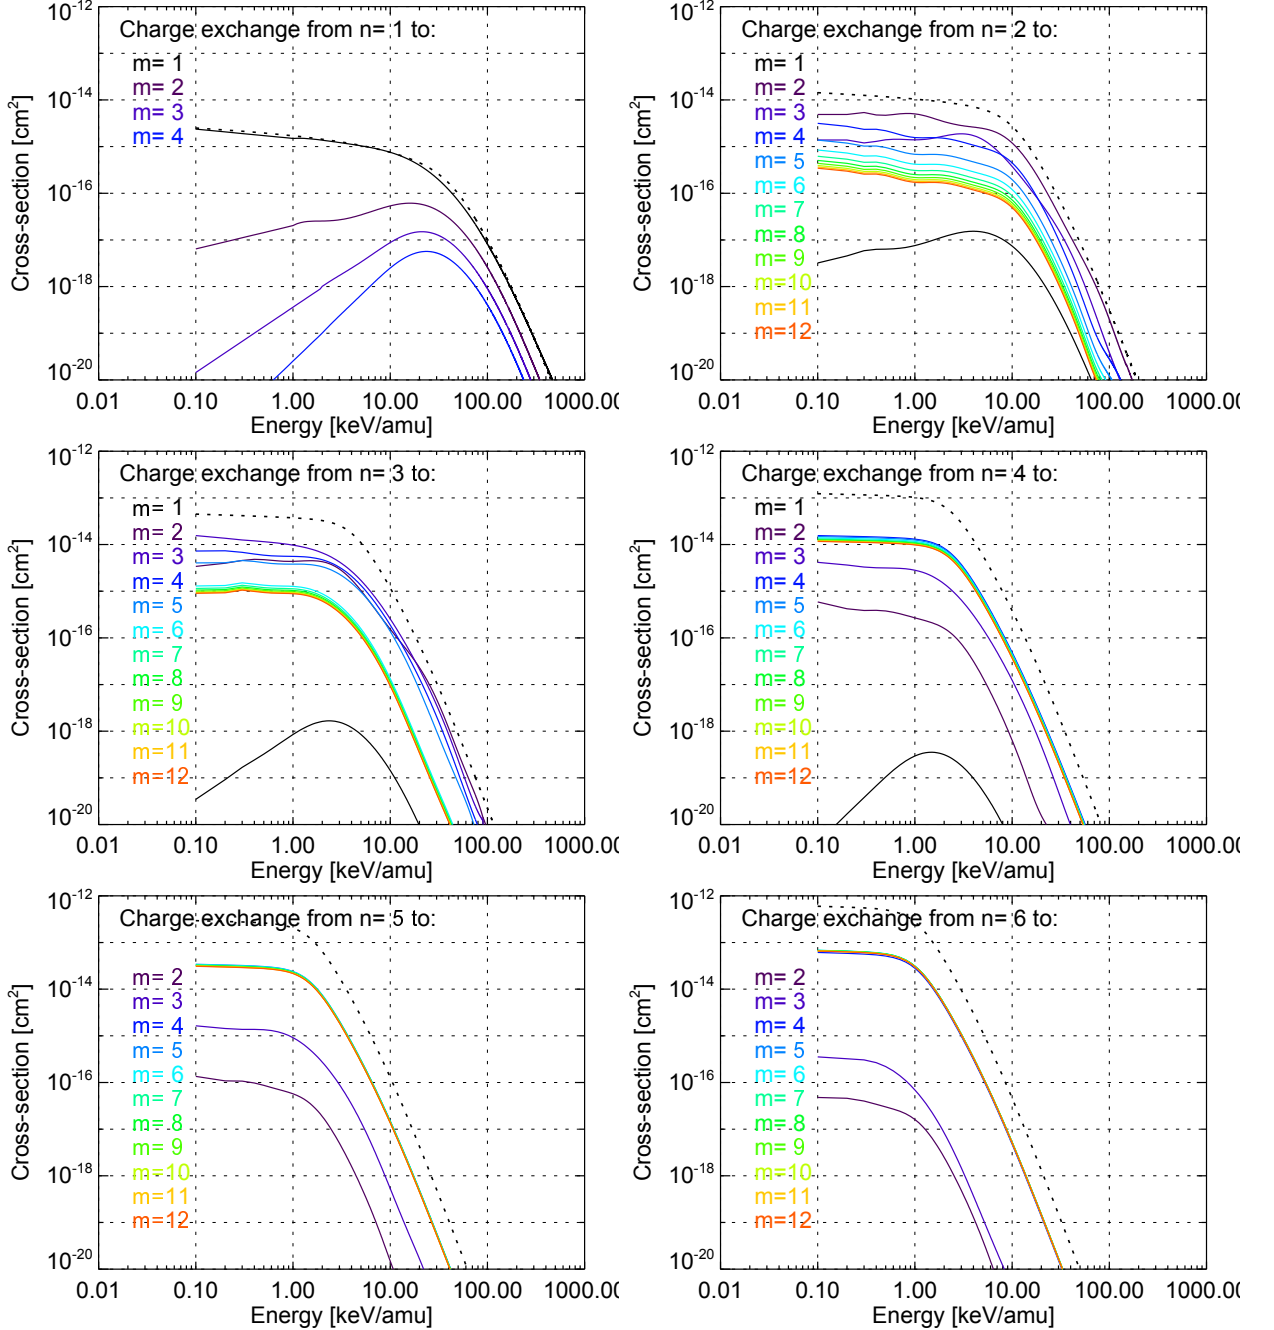 Charge exchange from n= 1 to:
m= 1
m= 2
m= 3
m= 4
10-12
10-14
10-16
10-18
10-20
Cross-section [cm2]
0.01 0.10 1.00 10.00 100.00 1000.00
Energy [keV/amu]
Charge exchange from n= 2 to:
m= 1
m= 2
m= 3
m= 4
m= 5
m= 6
m= 7
m= 8
m= 9
m=10
m=11
m=12
10-12
10-14
10-16
10-18
10-20
Cross-section [cm2]
0.01 0.10 1.00 10.00 100.00 1000.00
Energy [keV/amu]
Charge exchange from n= 3 to:
m= 1
m= 2
m= 3
m= 4
m= 5
m= 6
m= 7
m= 8
m= 9
m=10
m=11
m=12
10-12
10-14
10-16
10-18
10-20
Cross-section [cm2]
0.01 0.10 1.00 10.00 100.00 1000.00
Energy [keV/amu]
Charge exchange from n= 4 to:
m= 1
m= 2
m= 3
m= 4
m= 5
m= 6
m= 7
m= 8
m= 9
m=10
m=11
m=12
10-12
10-14
10-16
10-18
10-20
Cross-section [cm2]
0.01 0.10 1.00 10.00 100.00 1000.00
Energy [keV/amu]
Charge exchange from n= 5 to:
m= 2
m= 3
m= 4
m= 5
m= 6
m= 7
m= 8
m= 9
m=10
m=11
m=12
10-12
10-14
10-16
10-18
10-20
Cross-section [cm2]
0.01 0.10 1.00 10.00 100.00 1000.00
Energy [keV/amu]
Charge exchange from n= 6 to:
m= 2
m= 3
m= 4
m= 5
m= 6
m= 7
m= 8
m= 9
m=10
m=11
m=12
10-12
10-14
10-16
10-18
10-20
Cross-section [cm2]
0.01 0.10 1.00 10.00 100.00 1000.00
Energy [keV/amu]